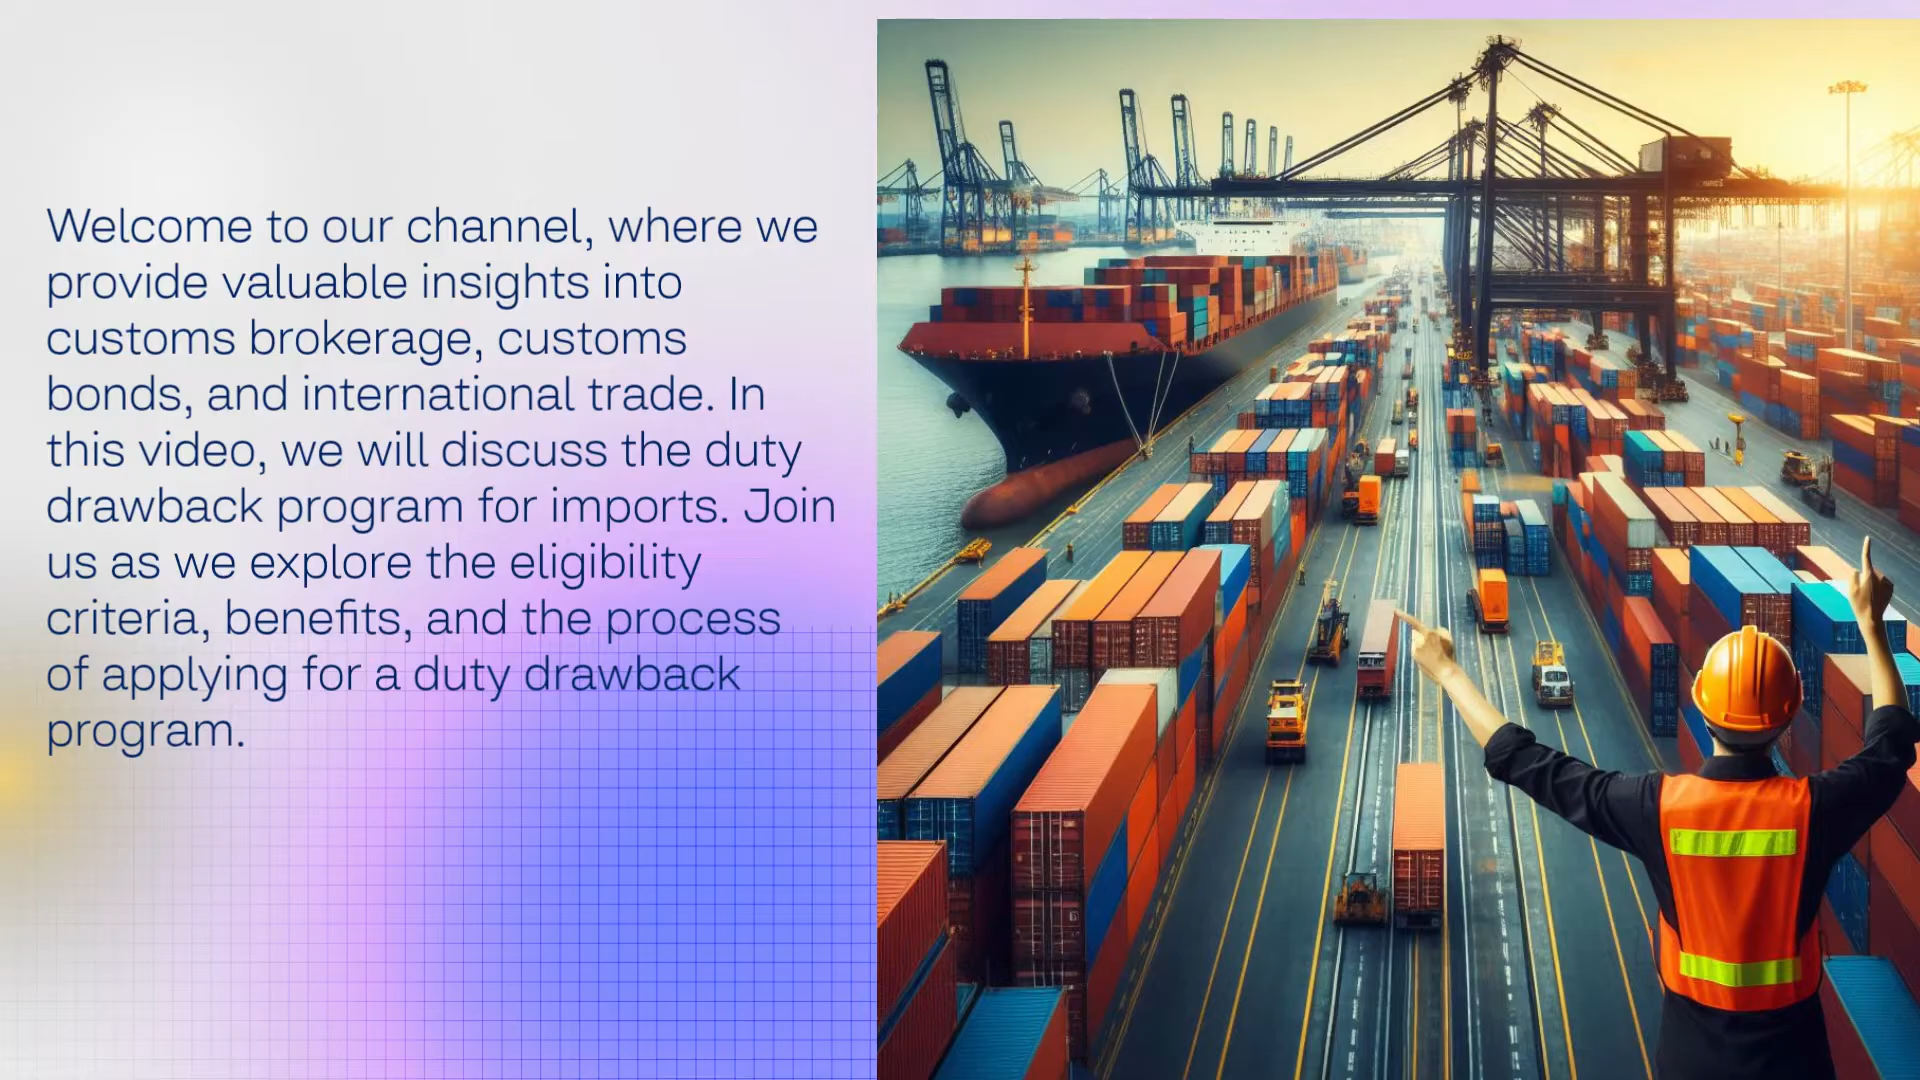 Welcome to our channel, where we
provide valuable insights into
customs brokerage, customs
bonds, and international trade. In
this video, we will discuss the duty
drawback program for imports. Join
us as we explore the eligibility
criteria, benefits, and the process
of applying for a duty drawback
program.